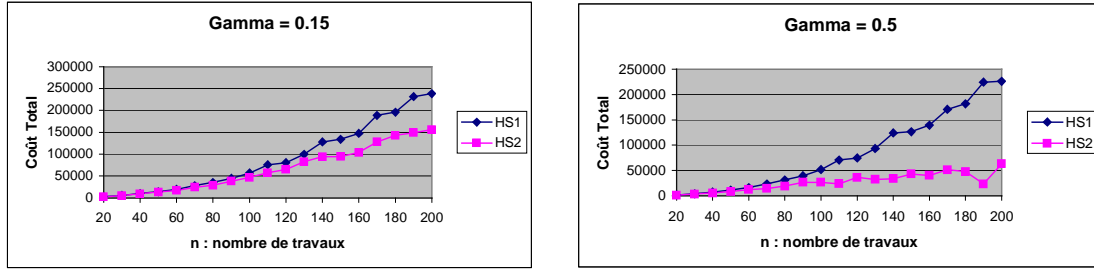 Gamma = 0.15
300000
250000
200000
150000
100000
50000
0
Coût Total
20 40 60 80 100 120 140 160 180 200
n : nombre de travaux
HS1
HS2
Gamma = 0.5
250000
200000
150000
100000
50000
0
Coût Total
20 40 60 80 100 120 140 160 180 200
n : nombre de travaux
HS1
HS2